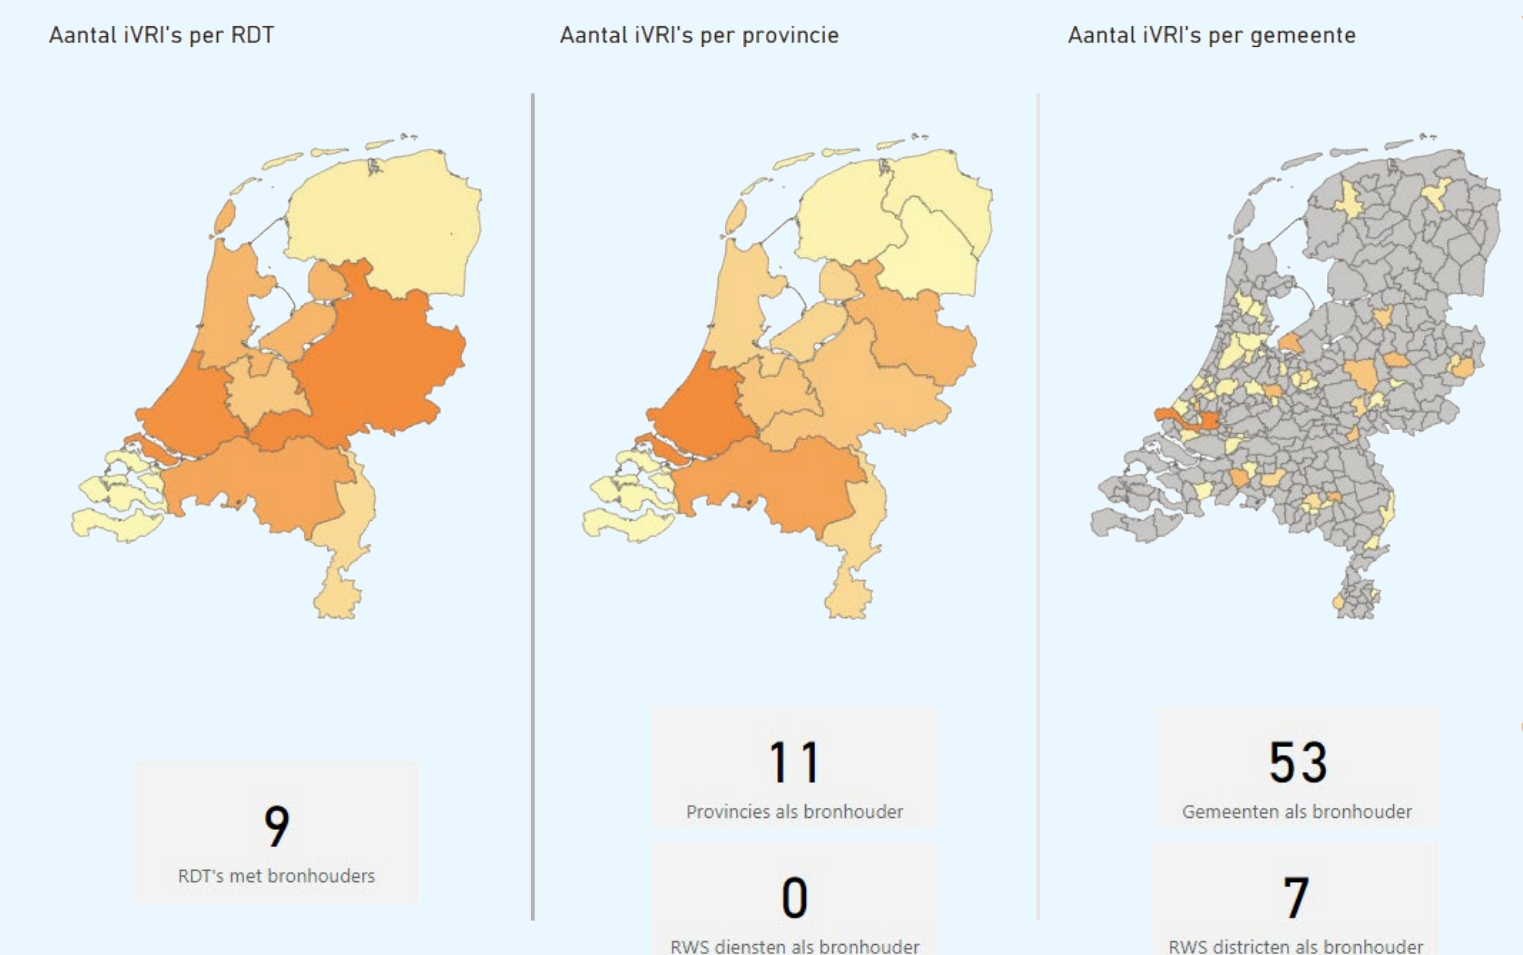 Aantal iVRI's per RDT
Aantal iVRI's per provincie
Aantal iVRI's per gemeente
9
RDT's met bronhouders
11
Provincies als bronhouder
0
RWS diensten als bronhouder
53
Gemeenten als bronhouder
7
RWS districten als bronhouder